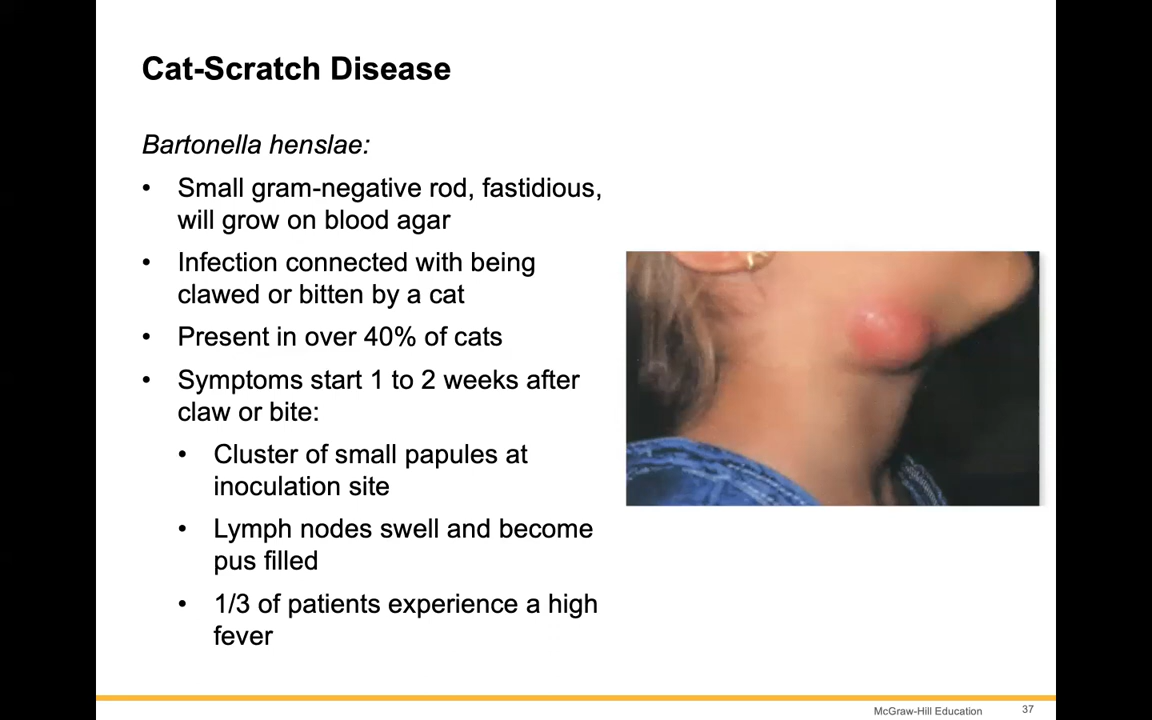 Cat-Scratch Disease
Bartonella henslae:
• Small gram-negative rod, fastidious,
will grow on blood agar
• Infection connected with being
clawed or bitten by a cat
• Present in over 40% of cats
• Symptoms start 1 to 2 weeks after
claw or bite:
• Cluster of small papules at
inoculation site
• Lymph nodes swell and become
pus filled
• 1/3 of patients experience a high
fever
McGraw-Hill Education 37